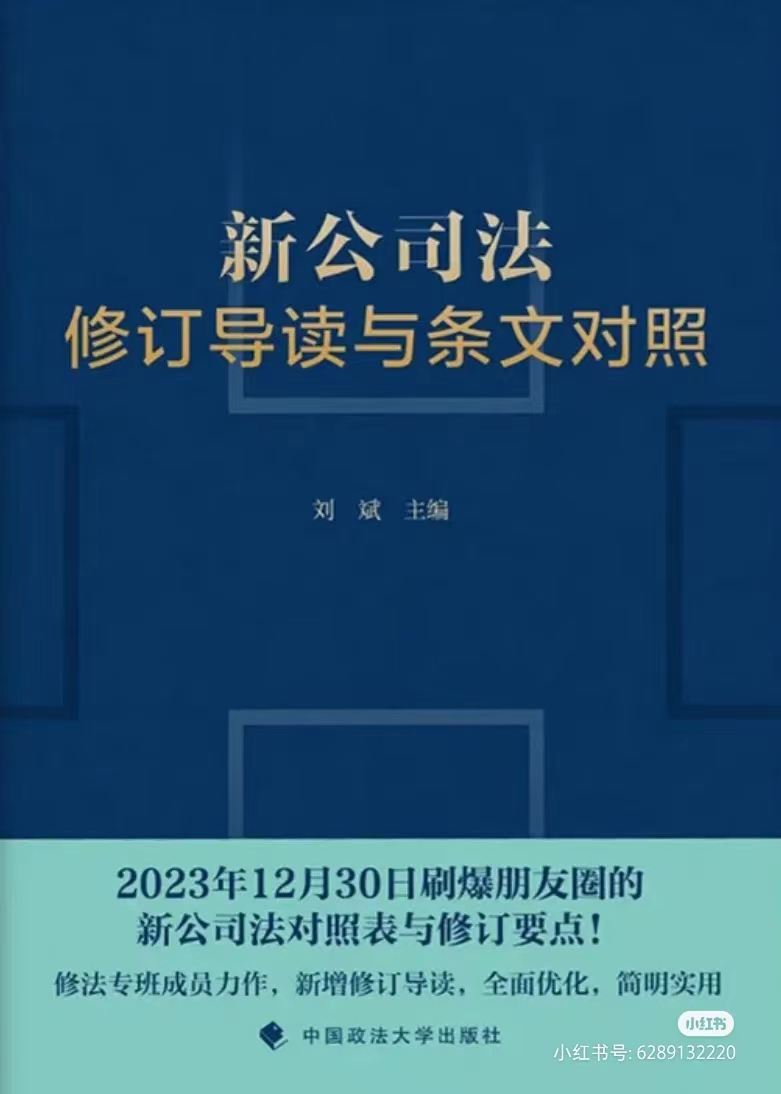 新公司法
修订导读与条文对照
刘 斌 主编
2023年12月30日刷爆朋友圈的
新公司法对照表与修订要点！
修法专班成员力作，新增修订导读，全面优化，简明实用
中国政法大学出版社
小红书
小红书号: 6289132220